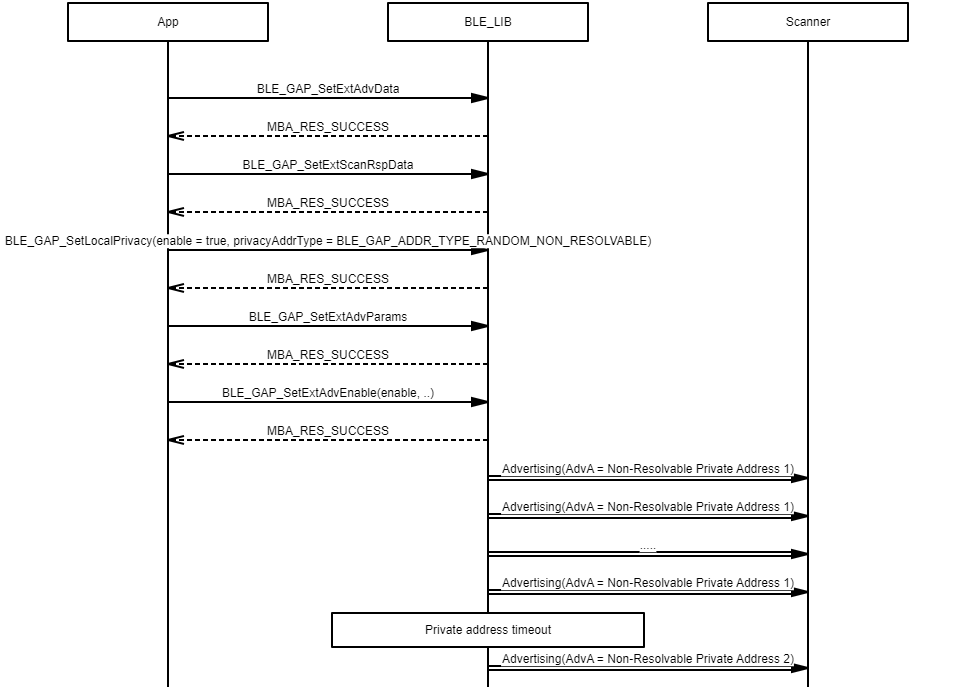 App
BLE_LIB
Scanner
BLE_GAP_SetExtAdvData
MBA_RES_SUCCESS
BLE_GAP_SetExtScanRspData
MBA_RES_SUCCESS
BLE_GAP_SetLocalPrivacy(enable = true, privacyAddrType = BLE_GAP_ADDR_TYPE_RANDOM_NON_RESOLVABLE)
MBA_RES_SUCCESS
BLE_GAP_SetExtAdvParams
MBA_RES_SUCCESS
BLE_GAP_SetExtAdvEnable(enable, ..)
MBA_RES_SUCCESS
Advertising(AdvA = Non-Resolvable Private Address 1)
Advertising(AdvA = Non-Resolvable Private Address 1)
.....
Advertising(AdvA = Non-Resolvable Private Address 1)
Private address timeout
Advertising(AdvA = Non-Resolvable Private Address 2)